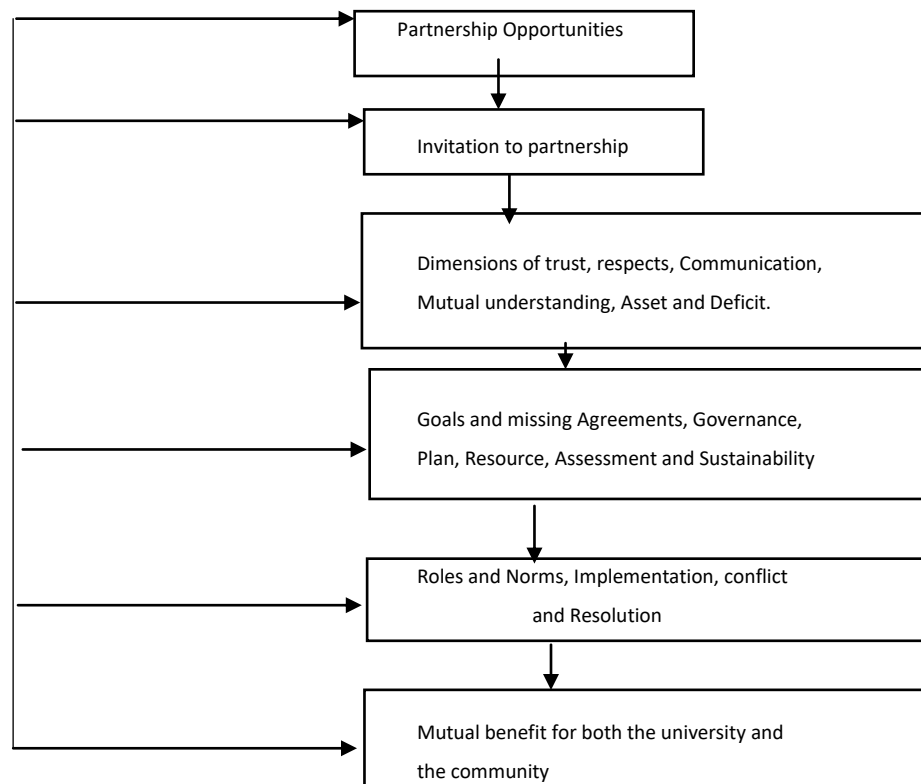 Partnership Opportunities
Invitation to partnership
Dimensions of trust, respects, Communication,
Mutual understanding, Asset and Deficit.
Goals and missing Agreements, Governance,
Plan, Resource, Assessment and Sustainability
Roles and Norms, Implementation, conflict
and Resolution
Mutual benefit for both the university and
the community